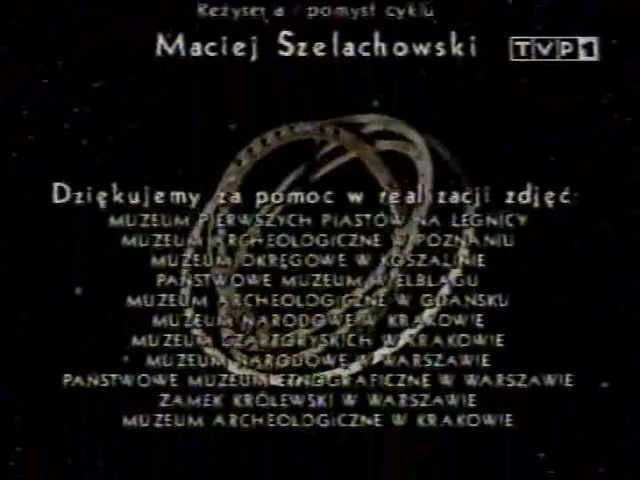 Reżyser a pomysł cyklu
Maciej Szelachowski
TVP1
Dziękujemy za pomoc w realizacji zdjęć:
MUZEUM PIERWSZYCH PIASTÓW NA LEGNICY
MUZEUM ARCHEOLOGICZNE W POZNANIU
MUZEUM OKRĘGOWE W KOSZALINIE
PAŃSTWOWE MUZEUM W ELBLĄGU
MUZEUM ARCHEOLOGICZNE W GDAŃSKU
MUZEUM NARODOWE W KRAKOWIE
MUZEUM CZARTORYSKICH W KRAKOWIE
MUZEUM NARODOWE W WARSZAWIE
PAŃSTWOWE MUZEUM ETNOGRAFICZNE W WARSZAWIE
ZAMEK KRÓLEWSKI W WARSZAWIE
MUZEUM ARCHEOLOGICZNE W KRAKOWIE